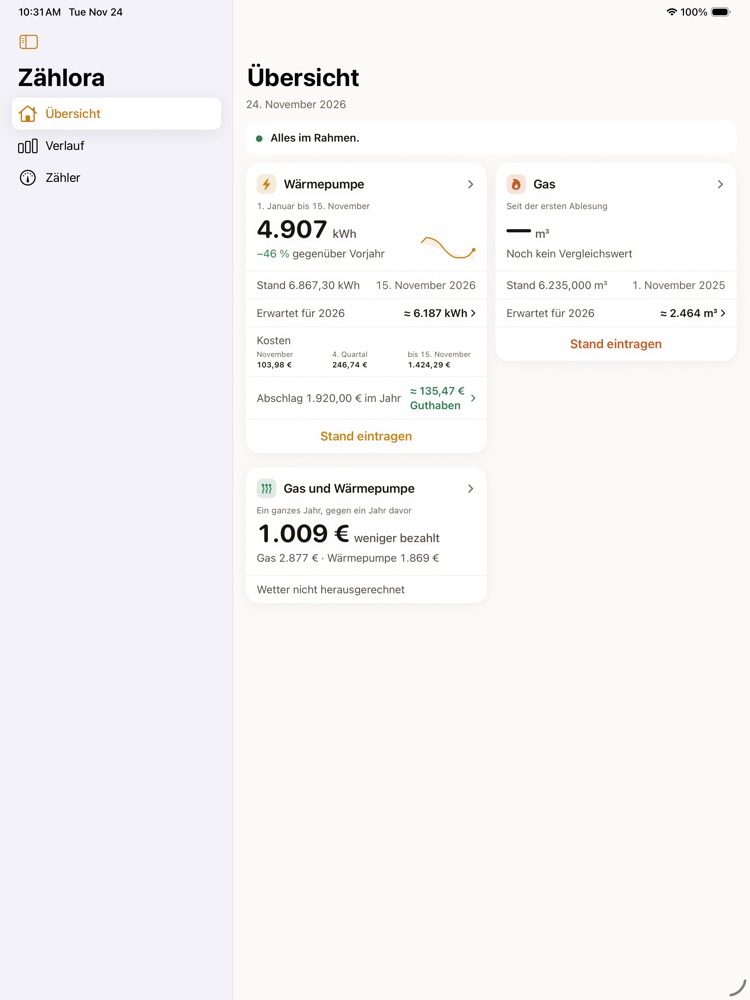 10:31 AM Tue Nov 24
100%
Zählora
Übersicht
Verlauf
Zähler
Übersicht
24. November 2026
Alles im Rahmen.
Wärmepumpe
1. Januar bis 15. November
4.907 kWh
−46 % gegenüber Vorjahr
Stand 6.867,30 kWh 15. November 2026
Erwartet für 2026 ≈ 6.187 kWh
Kosten
November 4. Quartal bis 15. November
103,98 € 246,74 € 1.424,29 €
Abschlag 1.920,00 € im Jahr ≈ 135,47 €
Guthaben
Stand eintragen
Gas
Seit der ersten Ablesung
— m³
Noch kein Vergleichswert
Stand 6.235,000 m³ 1. November 2025
Erwartet für 2026 ≈ 2.464 m³
Stand eintragen
Gas und Wärmepumpe
Ein ganzes Jahr, gegen ein Jahr davor
1.009 € weniger bezahlt
Gas 2.877 € · Wärmepumpe 1.869 €
Wetter nicht herausgerechnet